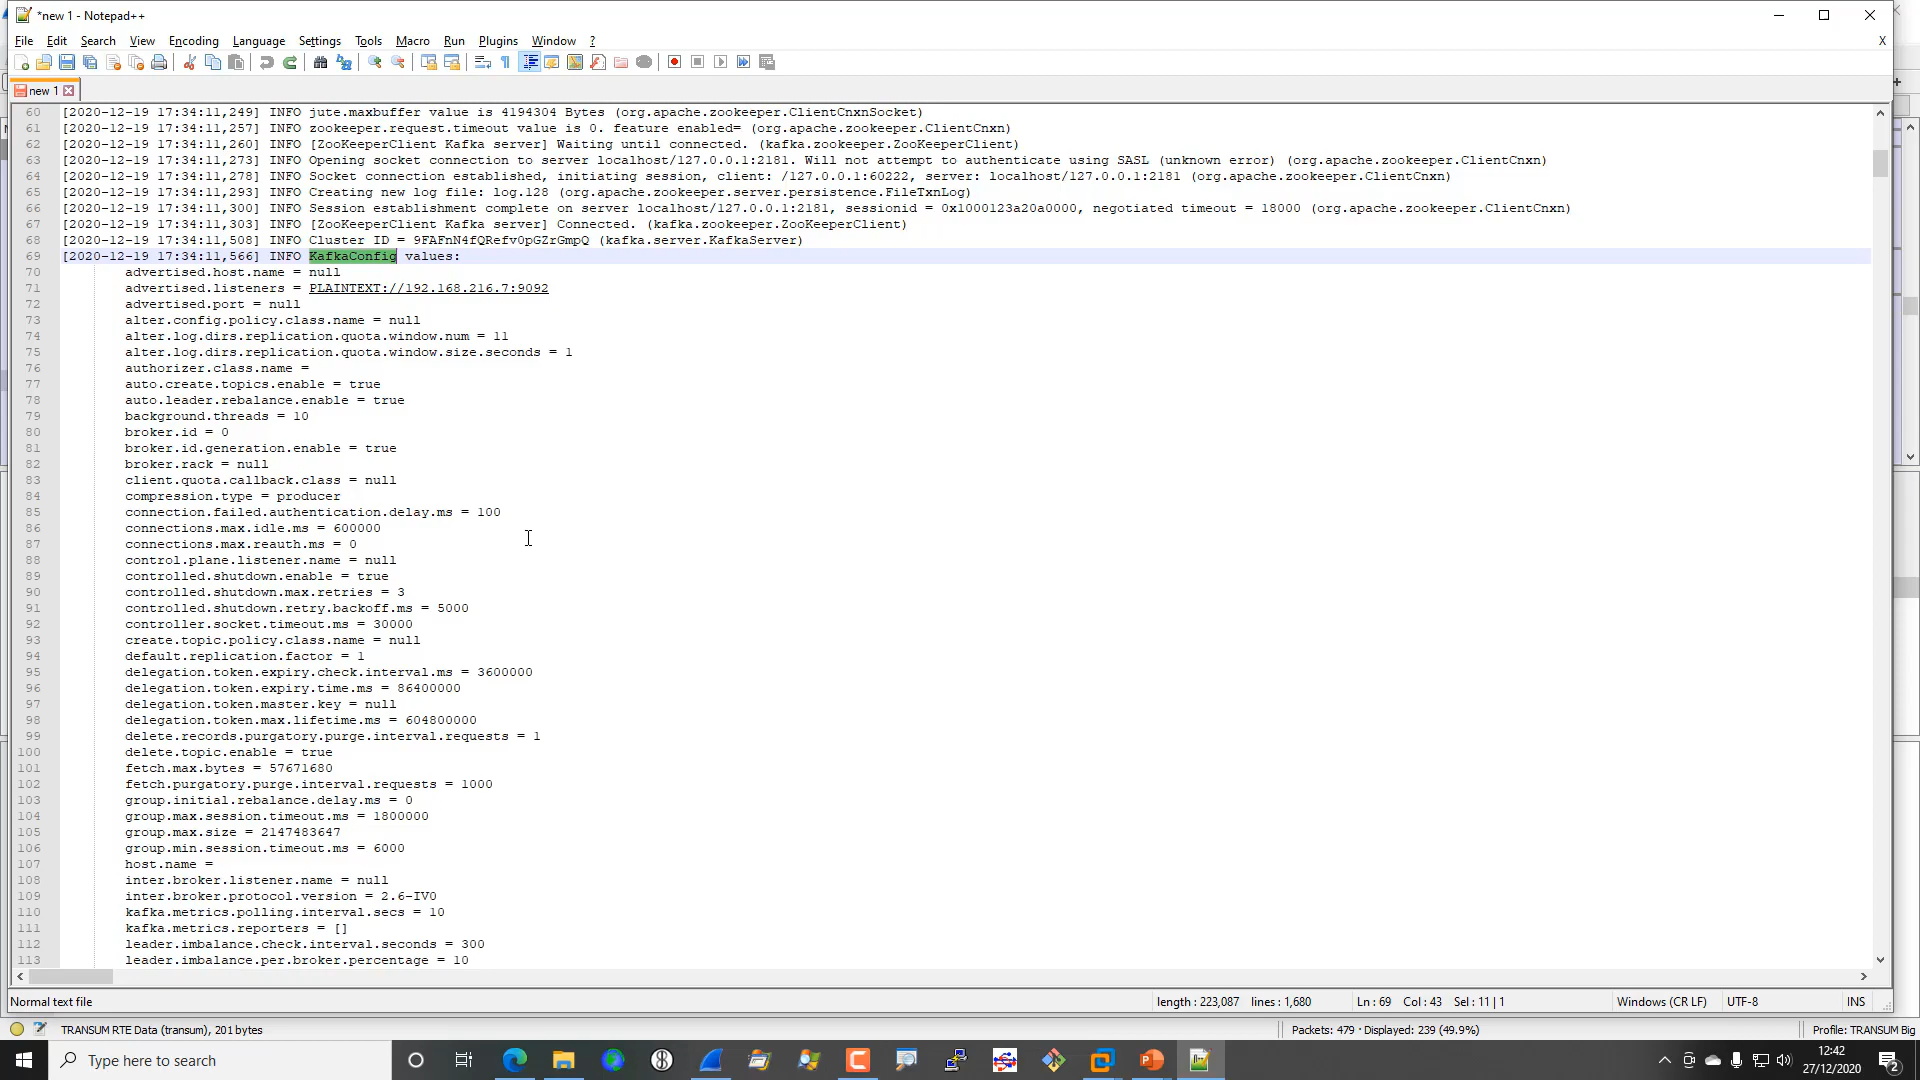 *new 1 - Notepad++
File Edit Search View Encoding Language Settings Tools Macro Run Plugins Window ?
X
new 1
60 [2020-12-19 17:34:11,249] INFO jute.maxbuffer value is 4194304 Bytes (org.apache.zookeeper.ClientCnxnSocket)
61 [2020-12-19 17:34:11,257] INFO zookeeper.request.timeout value is 0. feature enabled= (org.apache.zookeeper.ClientCnxn)
62 [2020-12-19 17:34:11,260] INFO [ZooKeeperClient Kafka server] Waiting until connected. (kafka.zookeeper.ZooKeeperClient)
63 [2020-12-19 17:34:11,273] INFO Opening socket connection to server localhost/127.0.0.1:2181. Will not attempt to authenticate using SASL (unknown error) (org.apache.zookeeper.ClientCnxn)
64 [2020-12-19 17:34:11,278] INFO Socket connection established, initiating session, client: /127.0.0.1:60222, server: localhost/127.0.0.1:2181 (org.apache.zookeeper.ClientCnxn)
65 [2020-12-19 17:34:11,293] INFO Creating new log file: log.128 (org.apache.zookeeper.server.persistence.FileTxnLog)
66 [2020-12-19 17:34:11,300] INFO Session establishment complete on server localhost/127.0.0.1:2181, sessionid = 0x1000123a20a0000, negotiated timeout = 18000 (org.apache.zookeeper.ClientCnxn)
67 [2020-12-19 17:34:11,303] INFO [ZooKeeperClient Kafka server] Connected. (kafka.zookeeper.ZooKeeperClient)
68 [2020-12-19 17:34:11,508] INFO Cluster ID = 9FAFnN4fQRefv0pGZrGmpQ (kafka.server.KafkaServer)
69 [2020-12-19 17:34:11,566] INFO KafkaConfig values:
70 advertised.host.name = null
71 advertised.listeners = PLAINTEXT://192.168.216.7:9092
72 advertised.port = null
73 alter.config.policy.class.name = null
74 alter.log.dirs.replication.quota.window.num = 11
75 alter.log.dirs.replication.quota.window.size.seconds = 1
76 authorizer.class.name =
77 auto.create.topics.enable = true
78 auto.leader.rebalance.enable = true
79 background.threads = 10
80 broker.id = 0
81 broker.id.generation.enable = true
82 broker.rack = null
83 client.quota.callback.class = null
84 compression.type = producer
85 connection.failed.authentication.delay.ms = 100
86 connections.max.idle.ms = 600000
87 connections.max.reauth.ms = 0
88 control.plane.listener.name = null
89 controlled.shutdown.enable = true
90 controlled.shutdown.max.retries = 3
91 controlled.shutdown.retry.backoff.ms = 5000
92 controller.socket.timeout.ms = 30000
93 create.topic.policy.class.name = null
94 default.replication.factor = 1
95 delegation.token.expiry.check.interval.ms = 3600000
96 delegation.token.expiry.time.ms = 86400000
97 delegation.token.master.key = null
98 delegation.token.max.lifetime.ms = 604800000
99 delete.records.purgatory.purge.interval.requests = 1
100 delete.topic.enable = true
101 fetch.max.bytes = 57671680
102 fetch.purgatory.purge.interval.requests = 1000
103 group.initial.rebalance.delay.ms = 0
104 group.max.session.timeout.ms = 1800000
105 group.max.size = 2147483647
106 group.min.session.timeout.ms = 6000
107 host.name =
108 inter.broker.listener.name = null
109 inter.broker.protocol.version = 2.6-IV0
110 kafka.metrics.polling.interval.secs = 10
111 kafka.metrics.reporters = []
112 leader.imbalance.check.interval.seconds = 300
113 leader.imbalance.per.broker.percentage = 10
Normal text file length : 223,087 lines : 1,680 Ln : 69 Col : 43 Sel : 11 | 1 Windows (CR LF) UTF-8 INS
TRANSUM RTE Data (transum), 201 bytes Packets: 479 · Displayed: 239 (49.9%) Profile: TRANSUM Big
Type here to search
12:42
27/12/2020
2